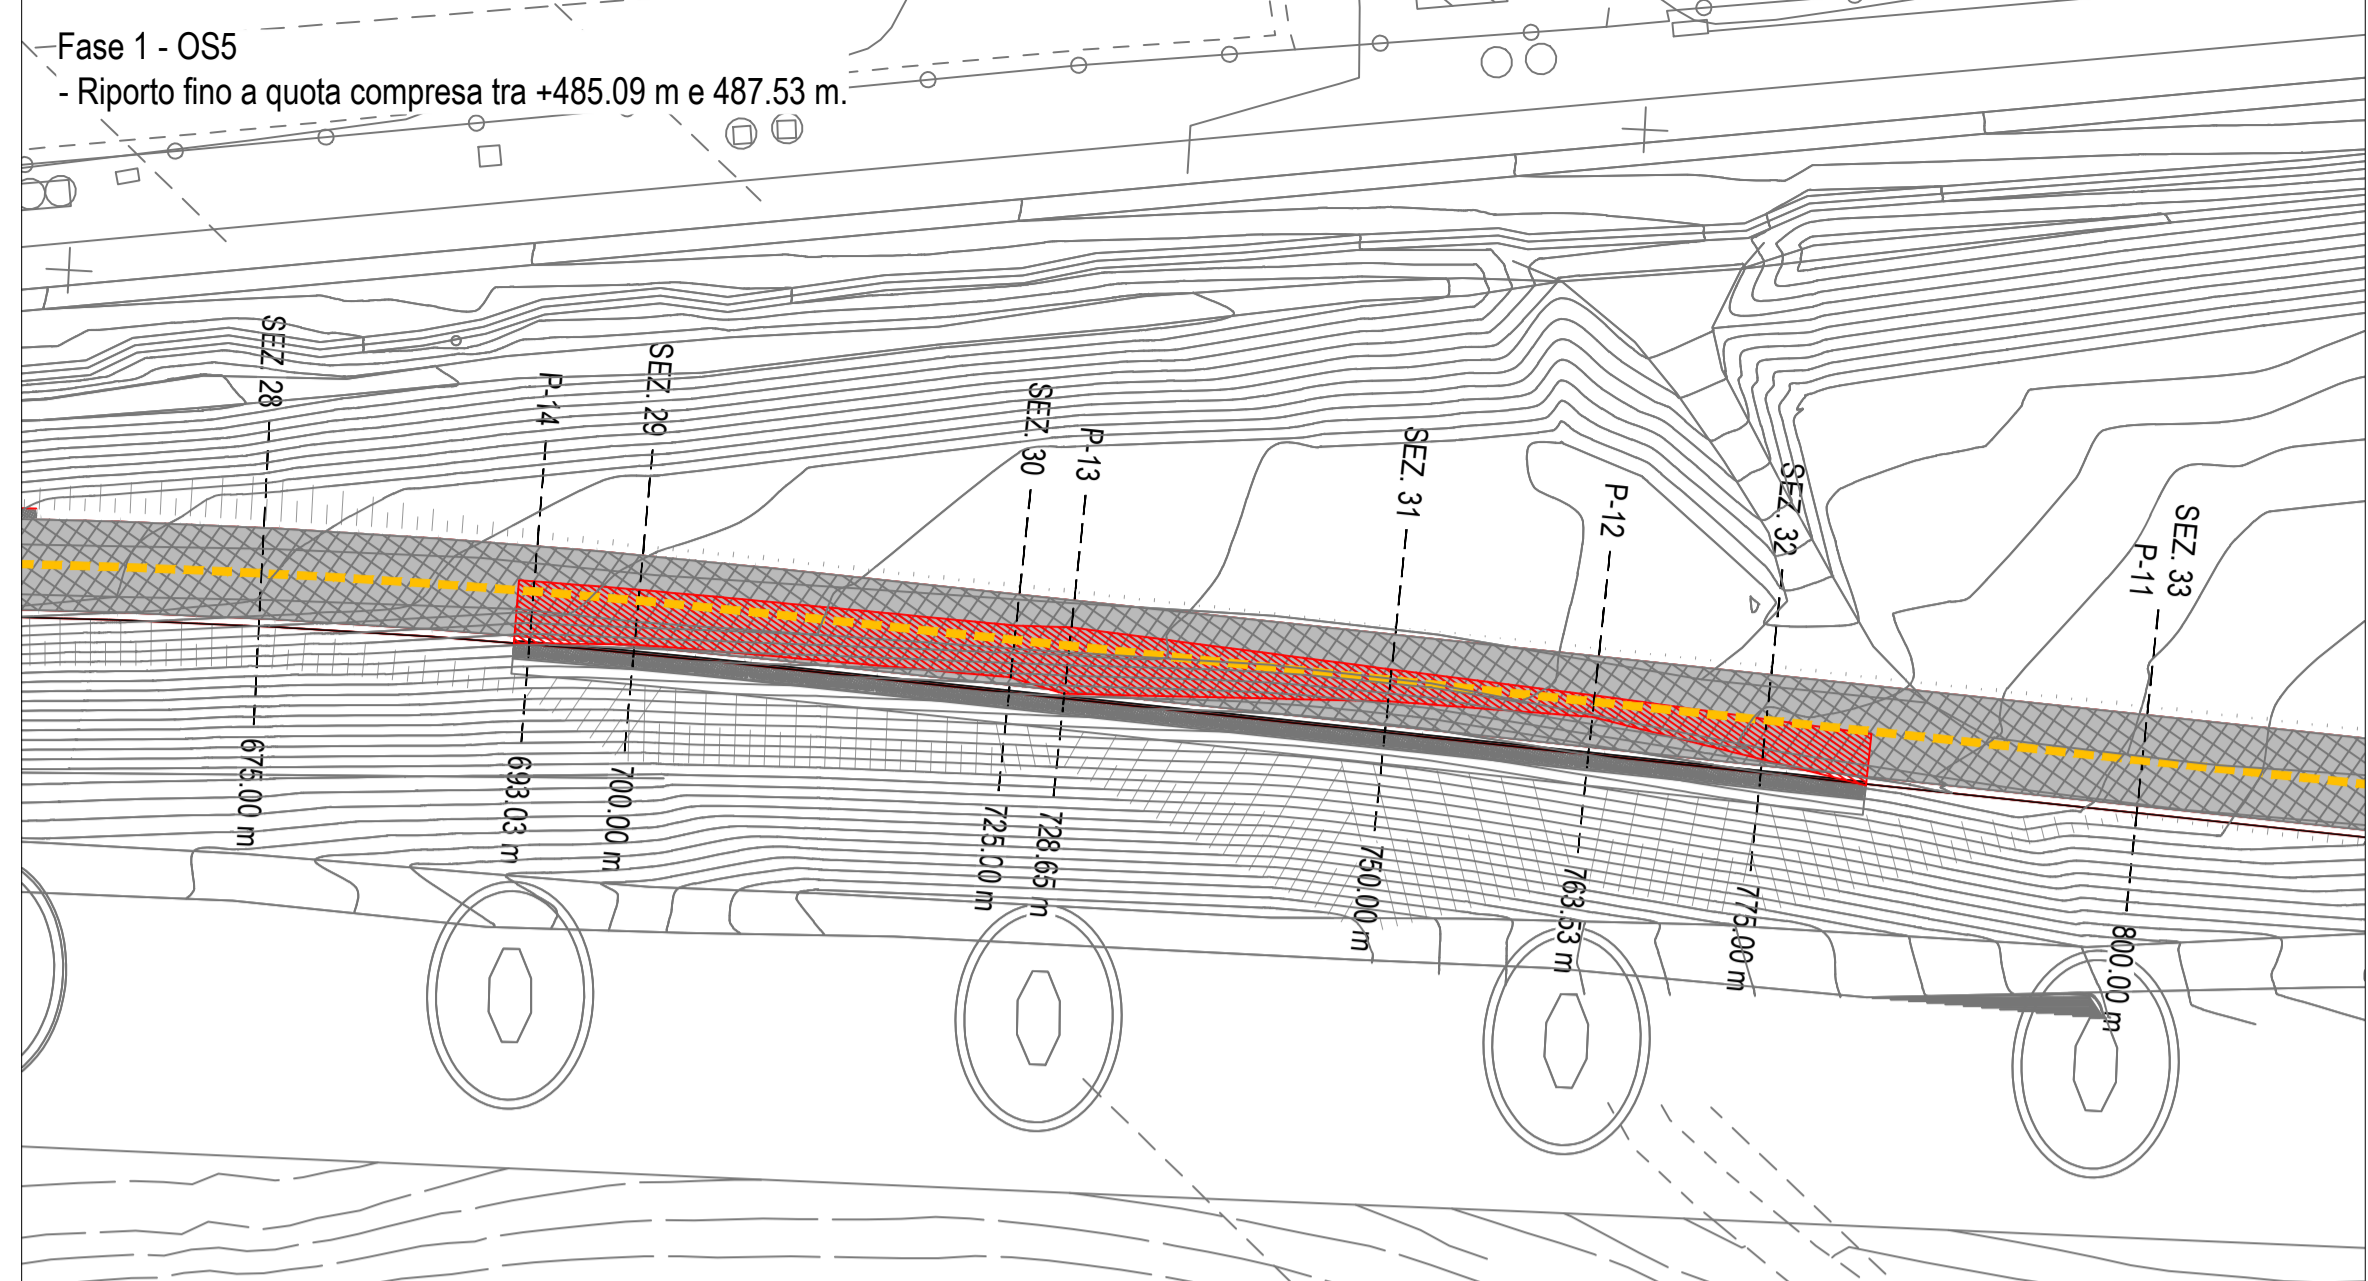 Fase 1 - OS5
- Riporto fino a quota compresa tra +485.09 m e 487.53 m.
SEZ. 28
P-14
SEZ. 29
SEZ. 30
P-13
SEZ. 31
P-12
SEZ. 32
SEZ. 33
P-11
675.00 m
693.03 m
700.00 m
725.00 m
728.65 m
750.00 m
763.53 m
775.00 m
800.00 m